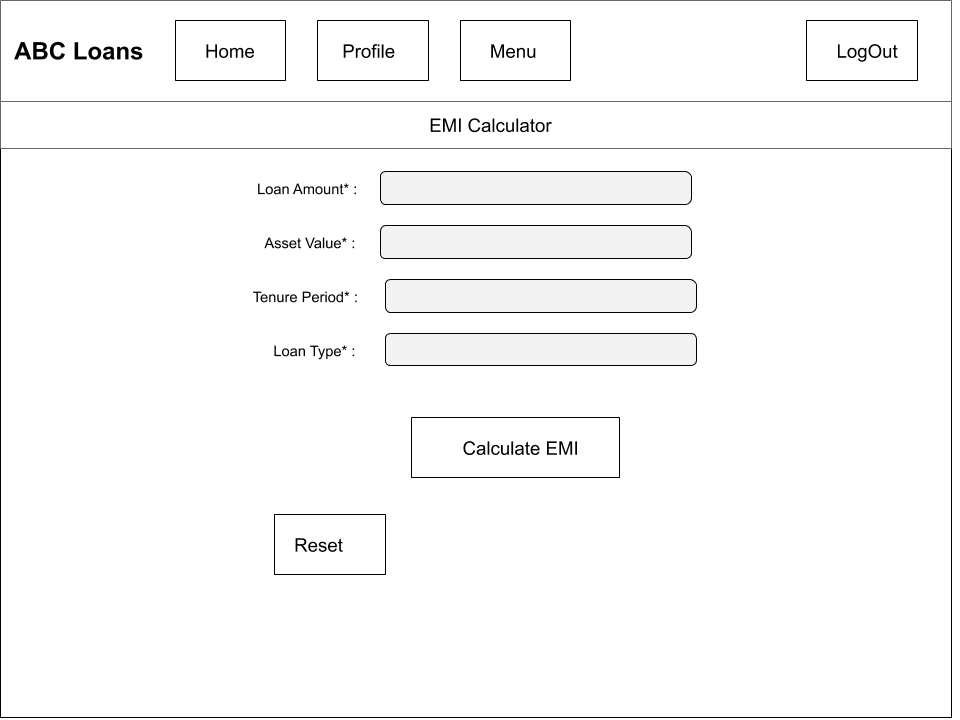 ABC Loans
Home
Profile
Menu
LogOut
EMI Calculator
Loan Amount* :
Asset Value* :
Tenure Period* :
Loan Type* :
Calculate EMI
Reset